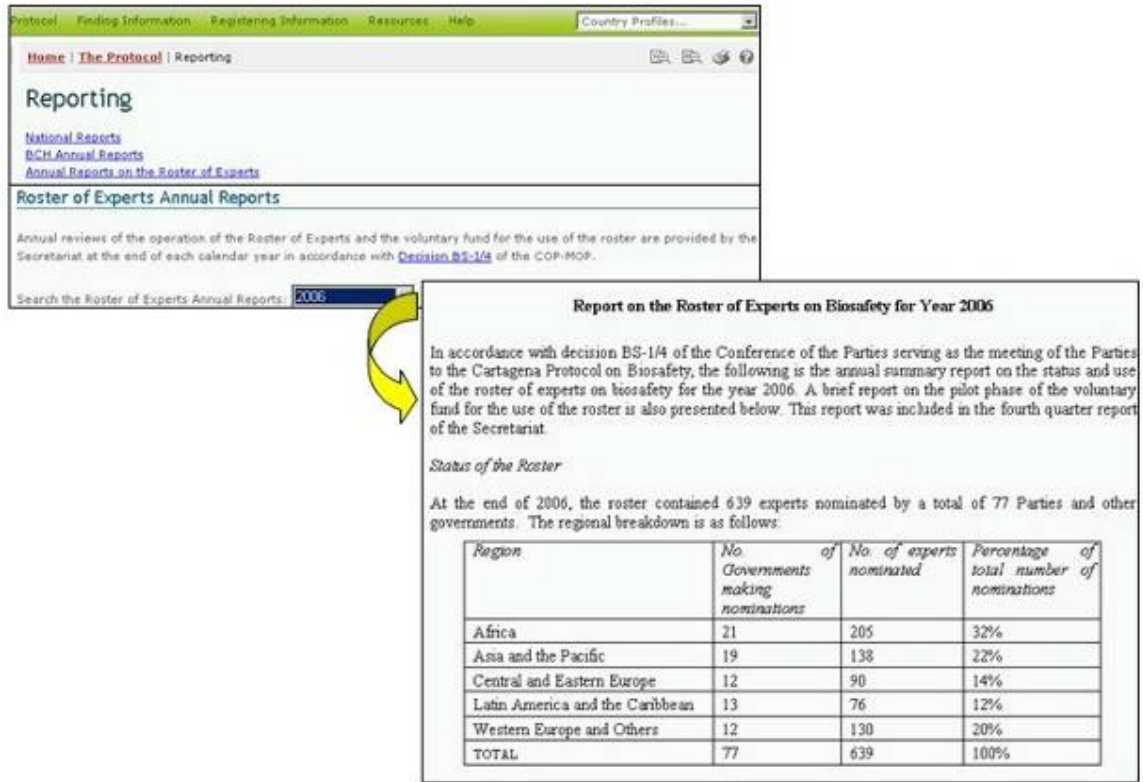 Protocol Finding Information Registering Information Resources Help Country Profiles...
Home | The Protocol | Reporting
Reporting
National Reports
BCH Annual Reports
Annual Reports on the Roster of Experts
Roster of Experts Annual Reports
Annual reviews of the operation of the Roster of Experts and the voluntary fund for the use of the roster are provided by the
Secretariat at the end of each calendar year in accordance with Decision BS-1/4 of the COP-MOP.
Search the Roster of Experts Annual Reports: 2006
Report on the Roster of Experts on Biosafety for Year 2006
In accordance with decision BS-1/4 of the Conference of the Parties serving as the meeting of the Parties
to the Cartagena Protocol on Biosafety, the following is the annual summary report on the status and use
of the roster of experts on biosafety for the year 2006. A brief report on the pilot phase of the voluntary
fund for the use of the roster is also presented below. This report was included in the fourth quarter report
of the Secretariat.
Status of the Roster
At the end of 2006, the roster contained 639 experts nominated by a total of 77 Parties and other
governments. The regional breakdown is as follows:
Region No. of No. of experts Percentage of
Governments nominated total number of
making nominations
nominations
Africa 21 205 32%
Asia and the Pacific 19 138 22%
Central and Eastern Europe 12 90 14%
Latin America and the Caribbean 13 76 12%
Western Europe and Others 12 130 20%
TOTAL 77 639 100%